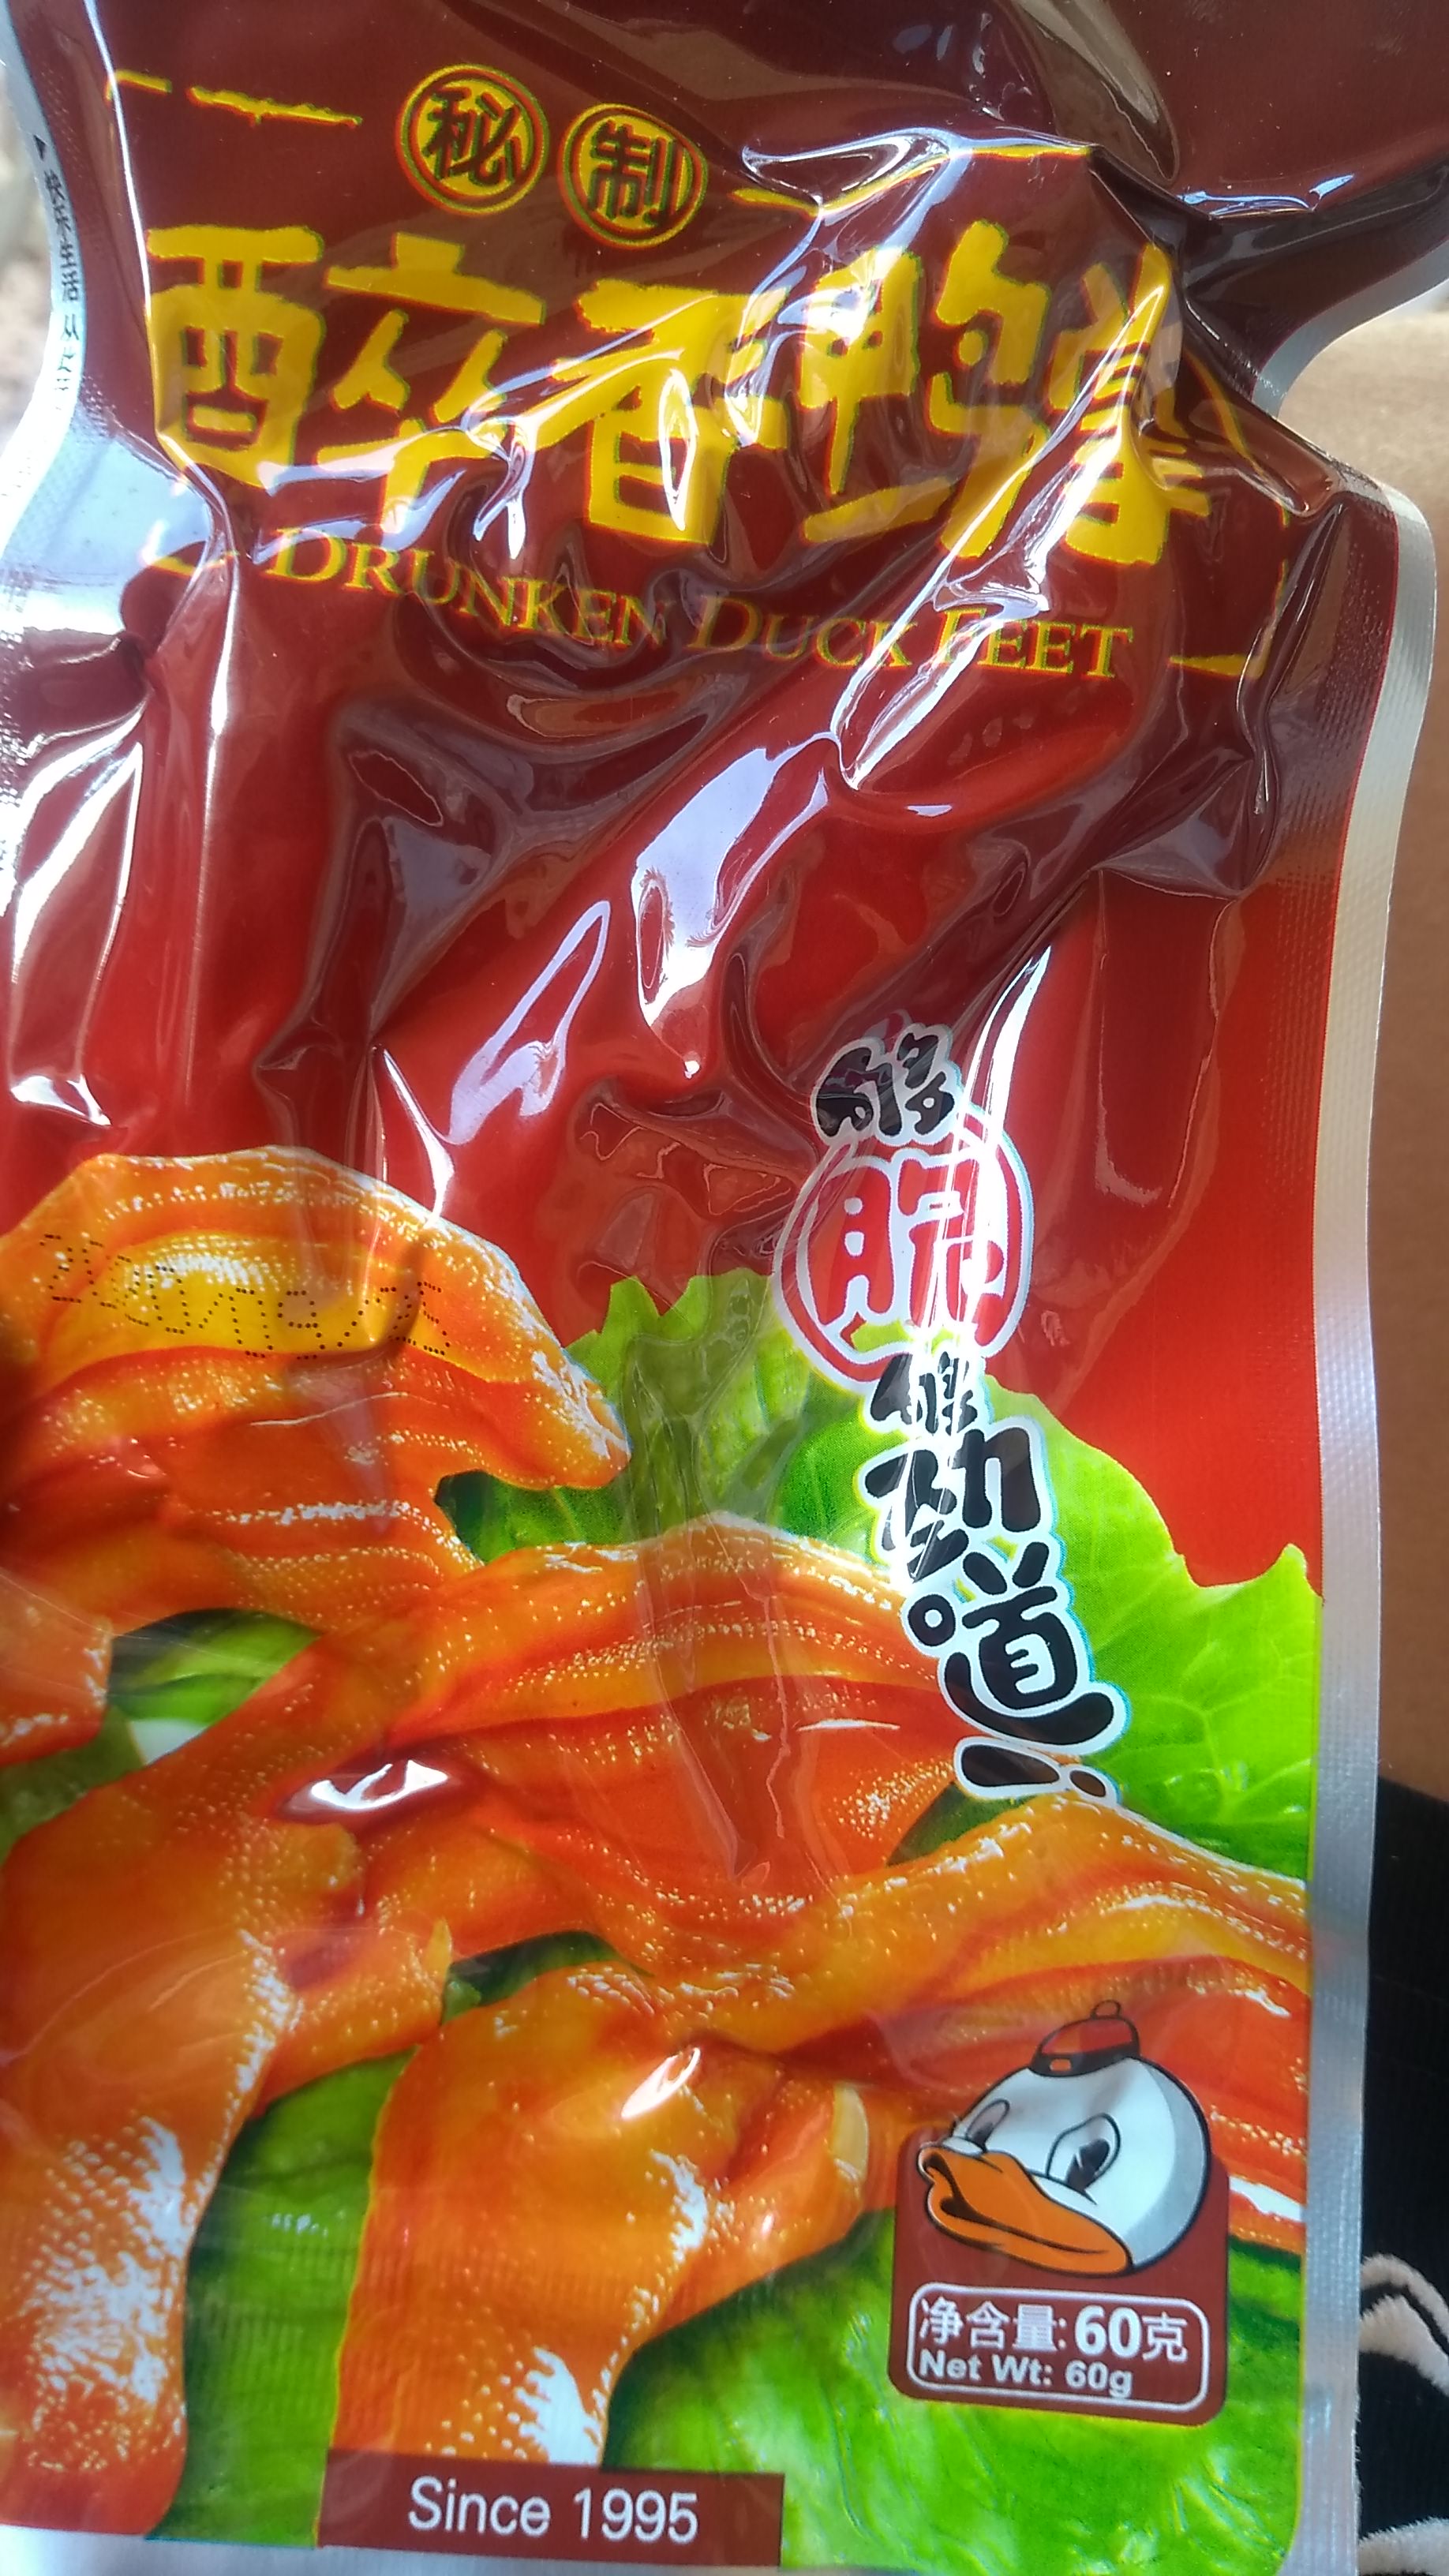 秘制
醉香鸭掌
DRUNKEN DUCK FEET
够
脆
够
劲
道!
净含量:60克
Net Wt: 60g
Since 1995